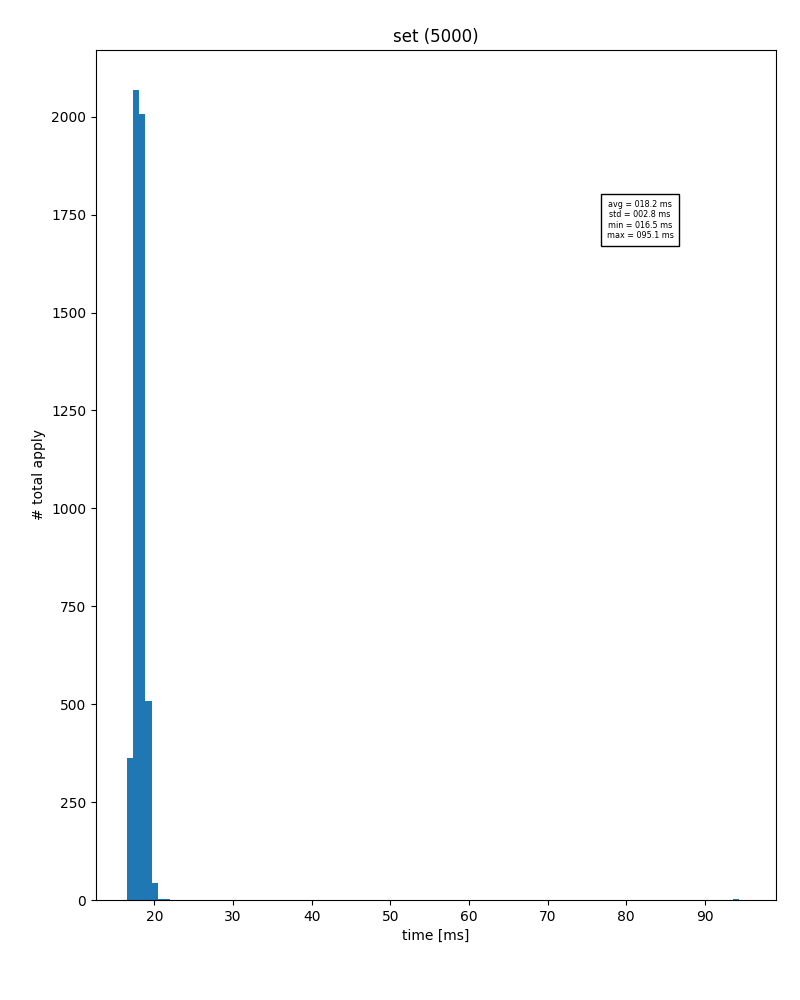 set (5000)
2000
1750
1500
1250
1000
750
500
250
0
# total apply
avg = 018.2 ms
std = 002.8 ms
min = 016.5 ms
max = 095.1 ms
20 30 40 50 60 70 80 90
time [ms]